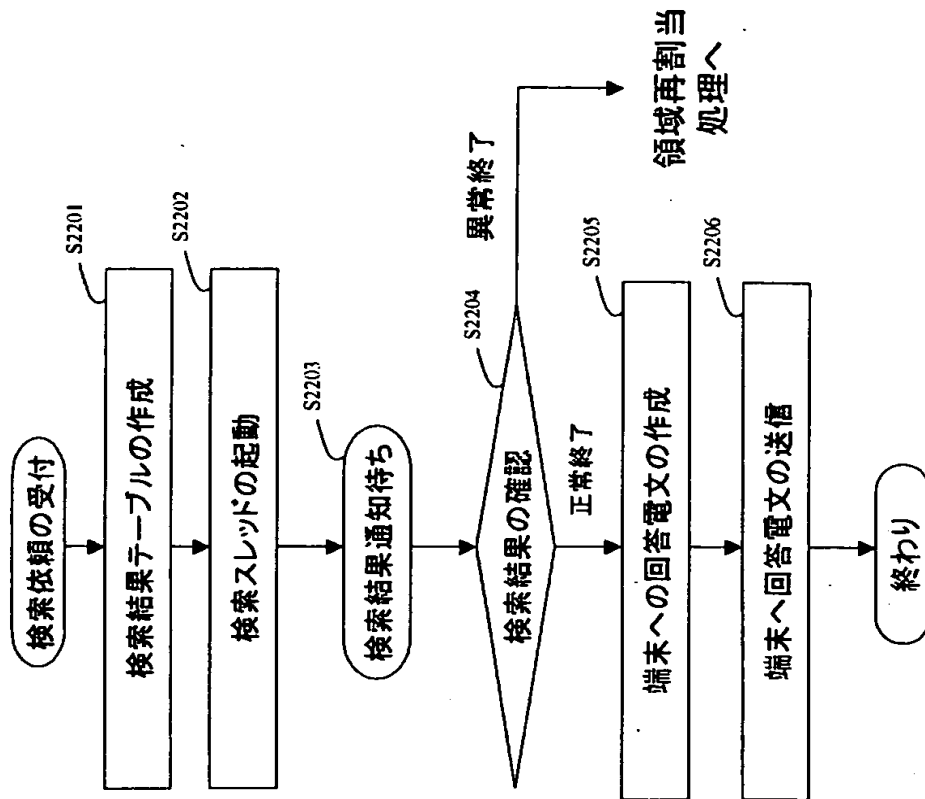 検索依頼の受付
S2201
検索結果テーブルの作成
S2202
検索スレッドの起動
S2203
検索結果通知待ち
S2204
検索結果の確認
異常終了
領域再割当
処理へ
正常終了
S2205
端末への回答電文の作成
S2206
端末へ回答電文の送信
終わり